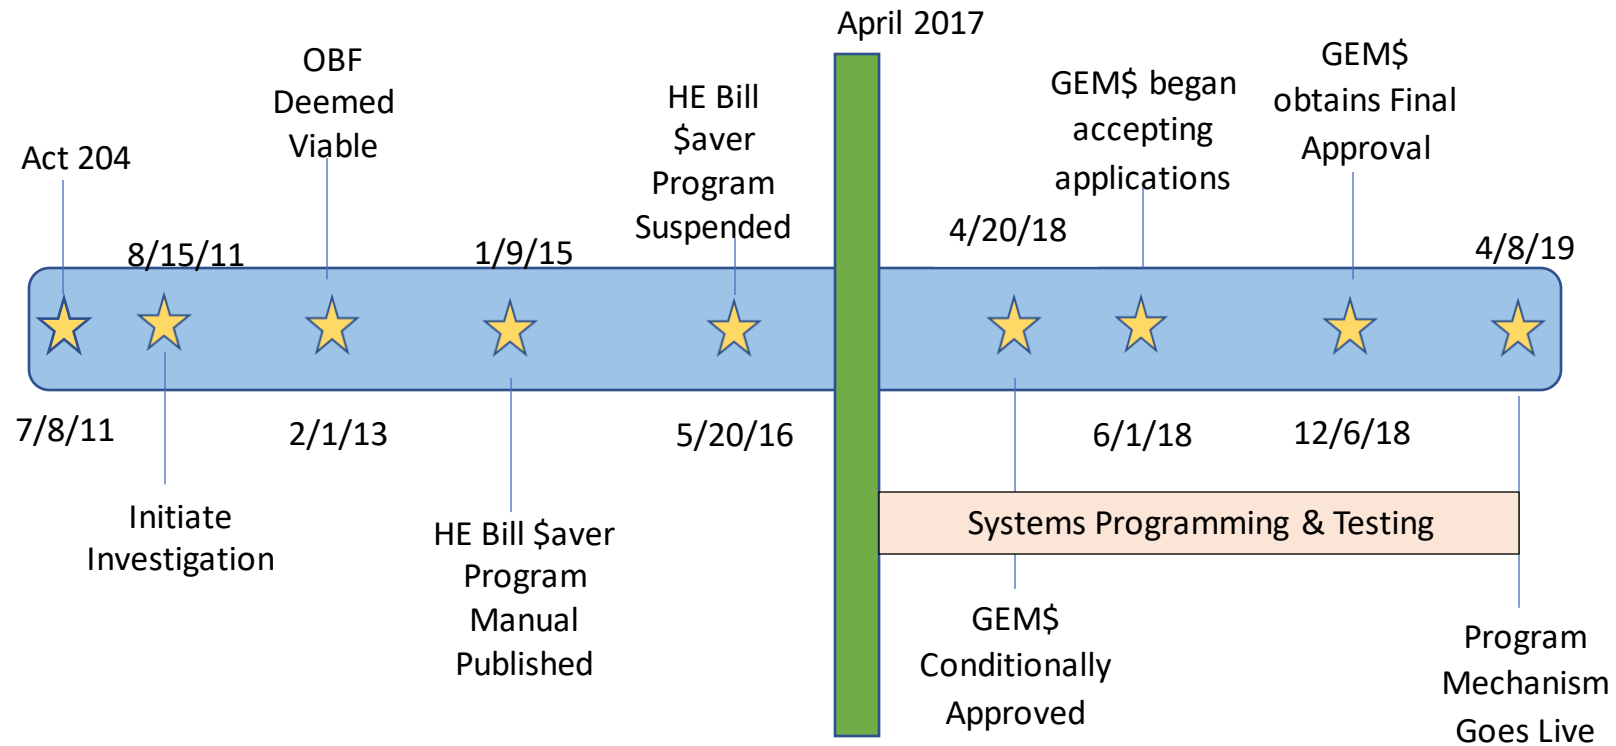 April 2017
Act 204
7/8/11
8/15/11
Initiate
Investigation
OBF
Deemed
Viable
2/1/13
1/9/15
HE Bill $aver
Program
Manual
Published
HE Bill
$aver
Program
Suspended
5/20/16
4/20/18
GEM$
Conditionally
Approved
GEM$ began
accepting
applications
6/1/18
GEM$
obtains Final
Approval
12/6/18
4/8/19
Program
Mechanism
Goes Live
Systems Programming & Testing